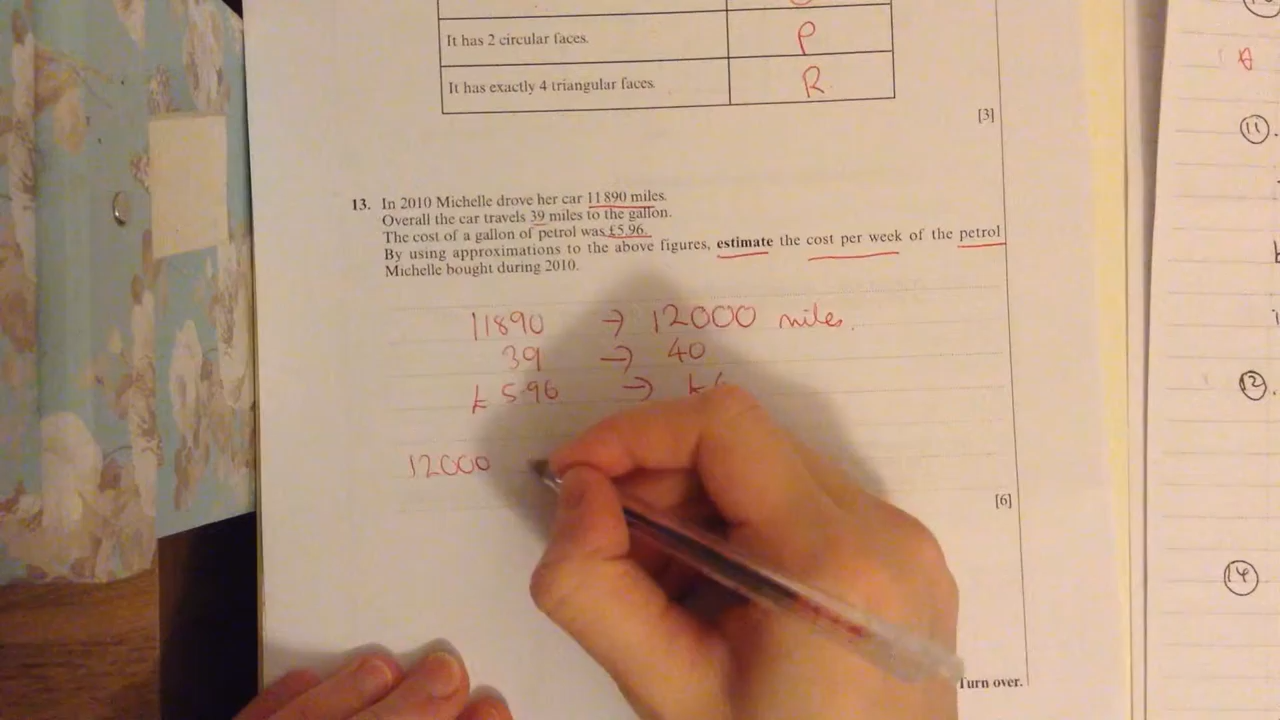 It has 2 circular faces. P
It has exactly 4 triangular faces. R
[3]
13. In 2010 Michelle drove her car 11 890 miles.
Overall the car travels 39 miles to the gallon.
The cost of a gallon of petrol was £5.96.
By using approximations to the above figures, estimate the cost per week of the petrol
Michelle bought during 2010.
11890 → 12000 miles.
39 → 40
£5.96 → £6
12000
[6]
Turn over.
11.
12.
14